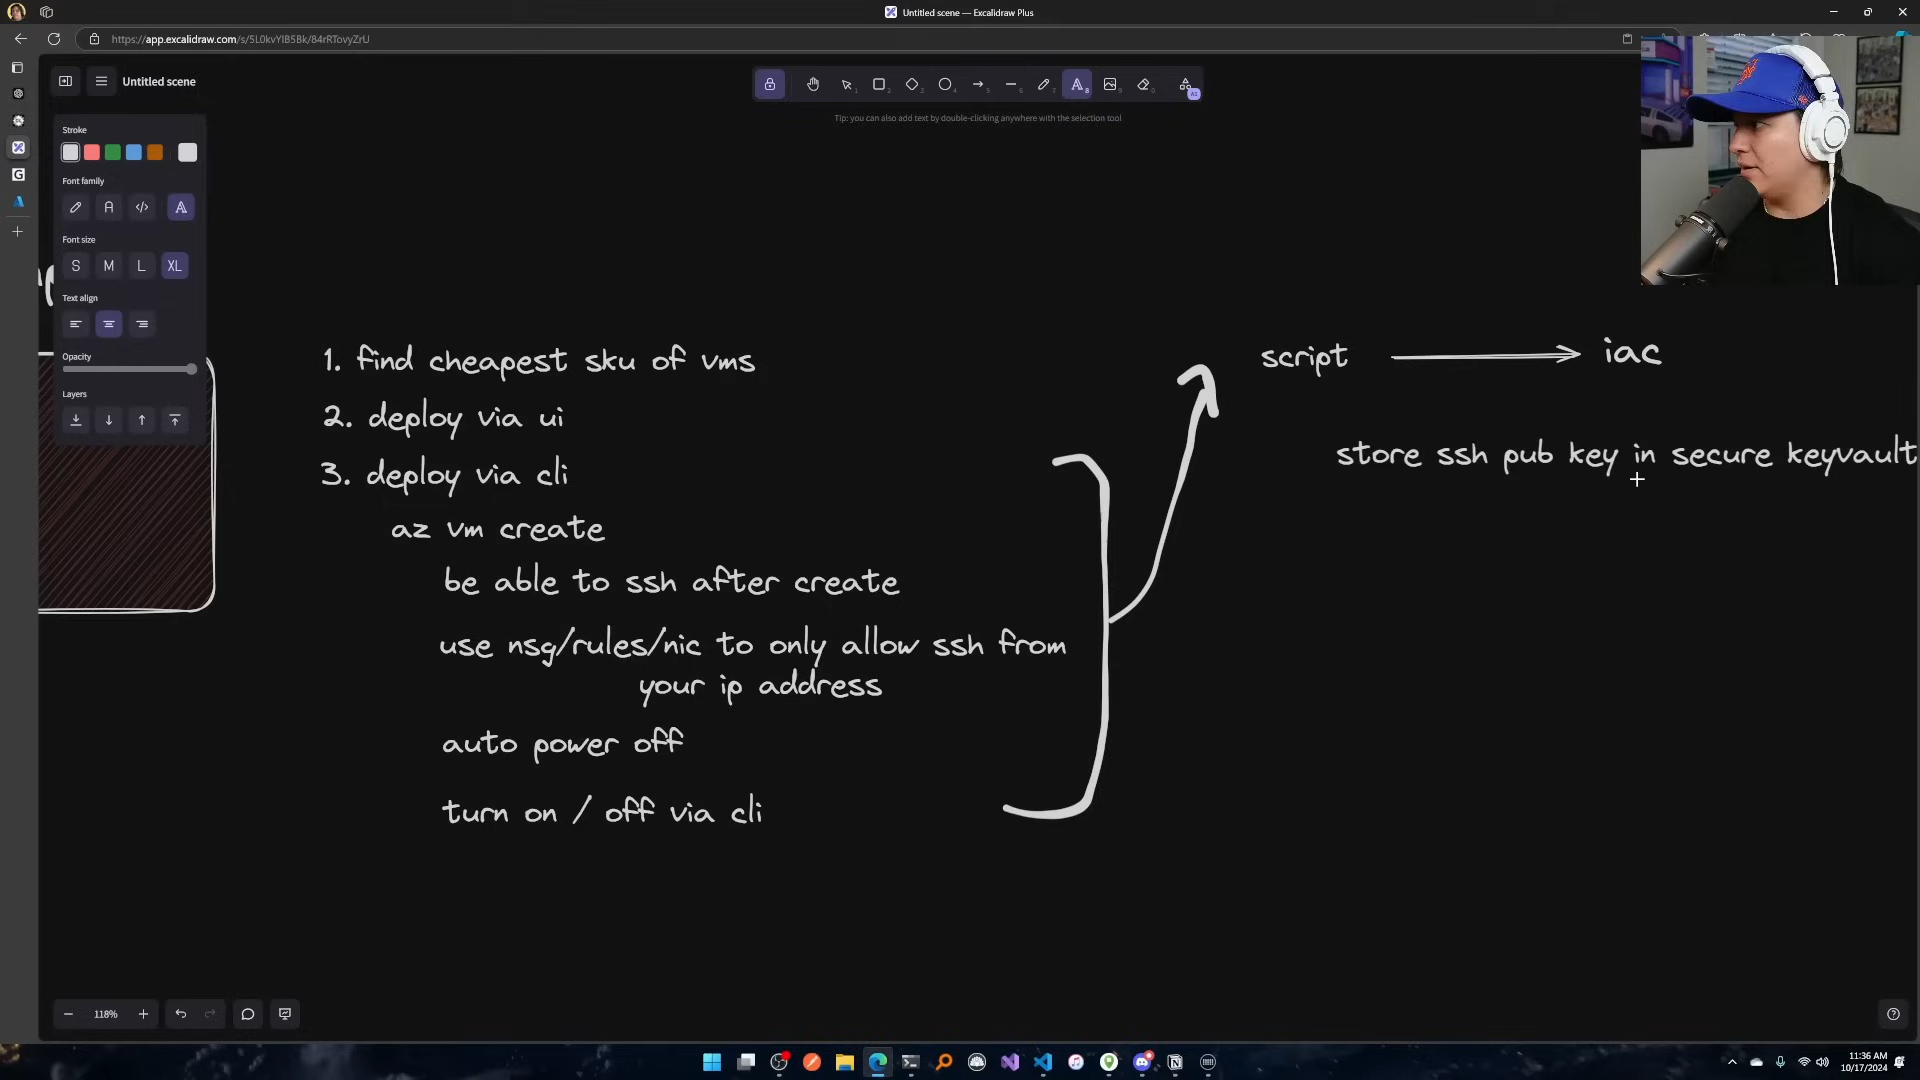 Untitled scene — Excalidraw Plus
https://app.excalidraw.com/s/5L0kvYIB5Bk/84rRTovyZrU
Untitled scene
Tip: you can also add text by double-clicking anywhere with the selection tool
Stroke
Font family
Font size
S M L XL
Text align
Opacity
Layers
1. find cheapest sku of vms
2. deploy via ui
3. deploy via cli
az vm create
be able to ssh after create
use nsg/rules/nic to only allow ssh from
your ip address
auto power off
turn on / off via cli
script
iac
store ssh pub key in secure keyvault
118%
11:36 AM
10/17/2024